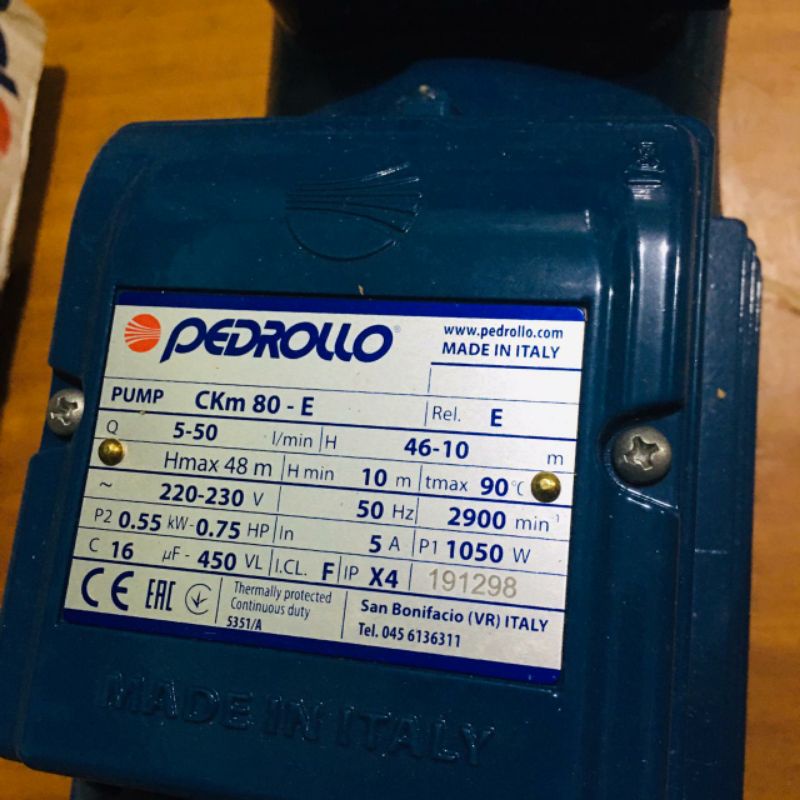 PEDROLLO®
www.pedrollo.com
MADE IN ITALY
PUMP CKm 80 - E Rel. E
Q 5-50 l/min H 46-10 m
Hmax 48 m H min 10 m tmax 90 °C
~ 220-230 V 50 Hz 2900 min⁻¹
P2 0.55 kW-0.75 HP In 5 A P1 1050 W
C 16 µF - 450 VL I.CL. F IP X4 191298
CE EAC Thermally protected
Continuous duty
5351/A
San Bonifacio (VR) ITALY
Tel. 045 6136311
MADE IN ITALY